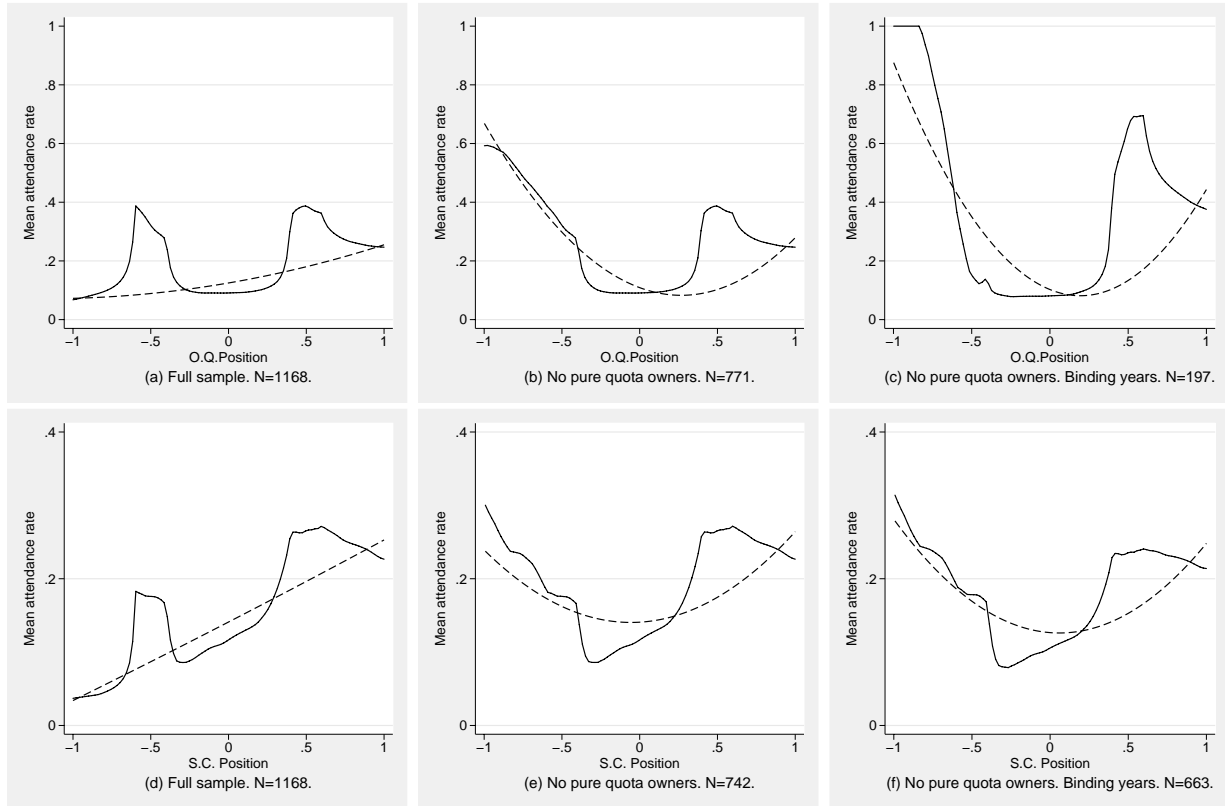 1
.8
.6
.4
.2
0
Mean attendance rate
−1 −.5 0 .5 1
O.Q.Position
(a) Full sample. N=1168.
1
.8
.6
.4
.2
0
Mean attendance rate
−1 −.5 0 .5 1
O.Q.Position
(b) No pure quota owners. N=771.
1
.8
.6
.4
.2
0
Mean attendance rate
−1 −.5 0 .5 1
O.Q.Position
(c) No pure quota owners. Binding years. N=197.
.4
.2
0
Mean attendance rate
−1 −.5 0 .5 1
S.C. Position
(d) Full sample. N=1168.
.4
.2
0
Mean attendance rate
−1 −.5 0 .5 1
S.C. Position
(e) No pure quota owners. N=742.
.4
.2
0
Mean attendance rate
−1 −.5 0 .5 1
S.C. Position
(f) No pure quota owners. Binding years. N=663.